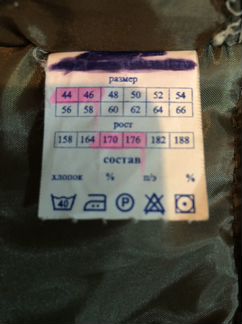 размер
44 46 48 50 52 54
56 58 60 62 64 66
рост
158 164 170 176 182 188
состав
хлопок % п/э %
40 P